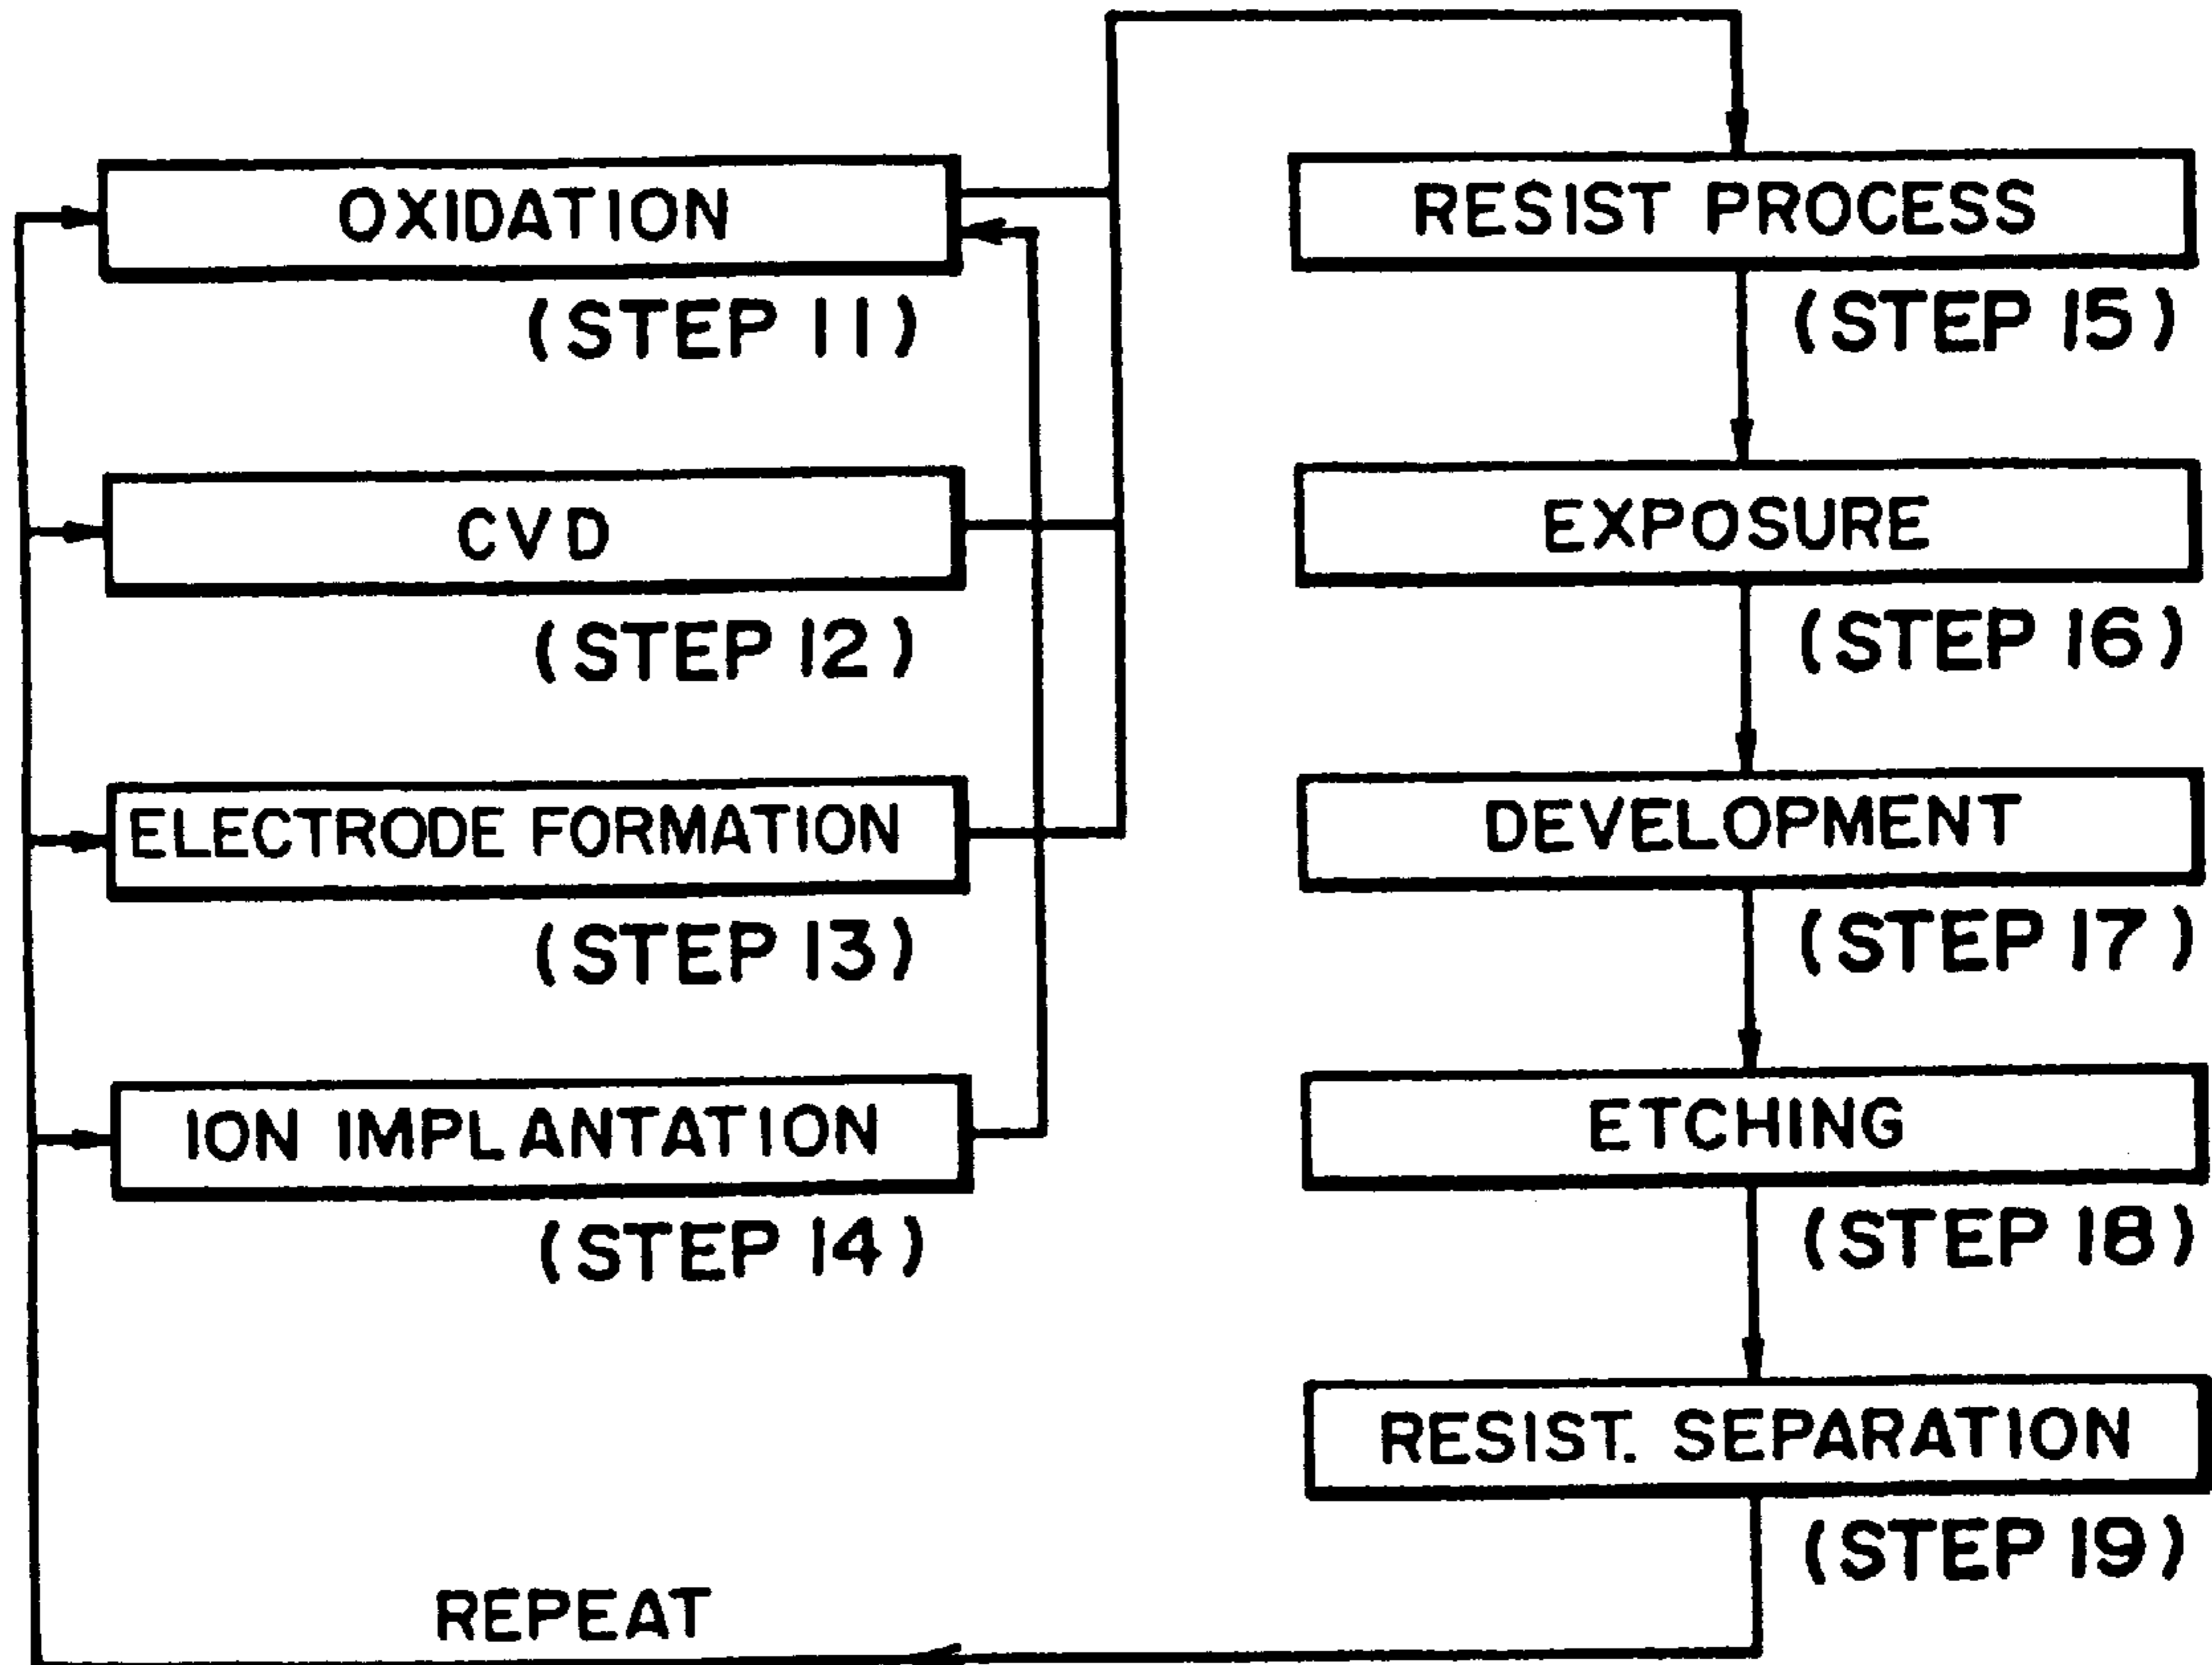 OXIDATION
(STEP 11)
CVD
(STEP 12)
ELECTRODE FORMATION
(STEP 13)
ION IMPLANTATION
(STEP 14)
RESIST PROCESS
(STEP 15)
EXPOSURE
(STEP 16)
DEVELOPMENT
(STEP 17)
ETCHING
(STEP 18)
RESIST. SEPARATION
(STEP 19)
REPEAT